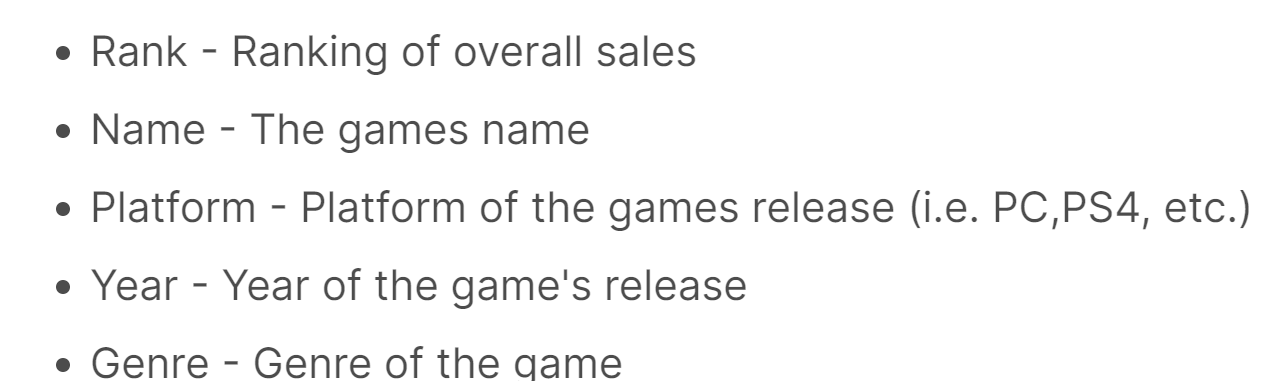 • Rank - Ranking of overall sales
• Name - The games name
• Platform - Platform of the games release (i.e. PC,PS4, etc.)
• Year - Year of the game's release
• Genre - Genre of the game